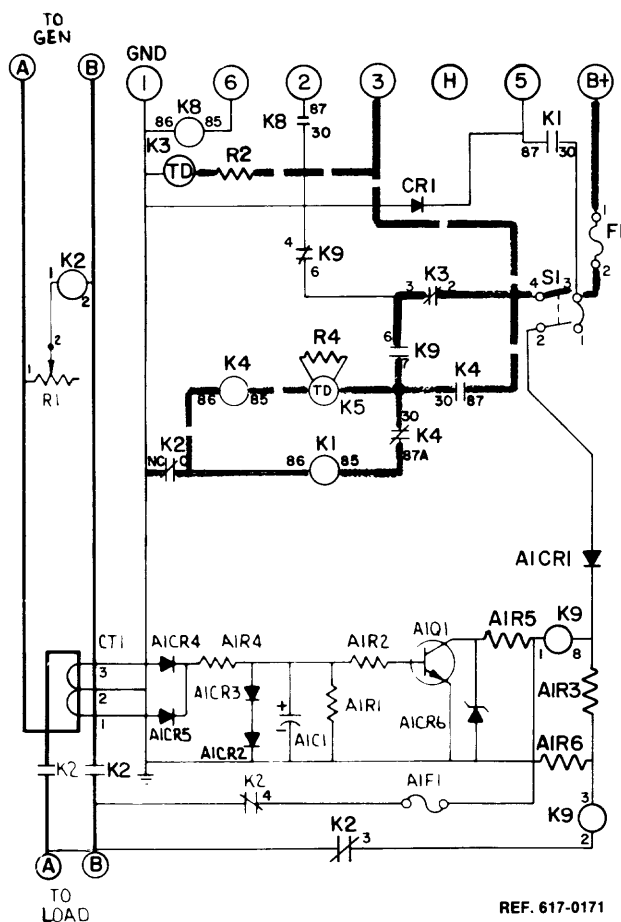 TO
GEN
A B GND
1 6 2 3 H 5 B+
K8
86 85
87
K8
30
K1
87 30
K3
TD R2
CR1
1
F1
2
4 K9
6
K3
3 2
S1
4 3
2 1
K2
1
2
2
1
R1
6
K9
7
R4
K4
86 85
TD
K5
K4
30 87
30
K4
87A
K2
NC C
K1
86 85
A1CR1
CT1
3
2
1
A1CR4
A1R4
A1CR3
A1CR5
A1CR2
+
-
A1C1
A1R1
A1R2
A1Q1
A1CR6
A1R5
K9
1 8
A1R3
A1R6
K2 K2
K2
4
A1F1
3
K9
2
K2
3
A B
TO
LOAD
REF. 617-0171